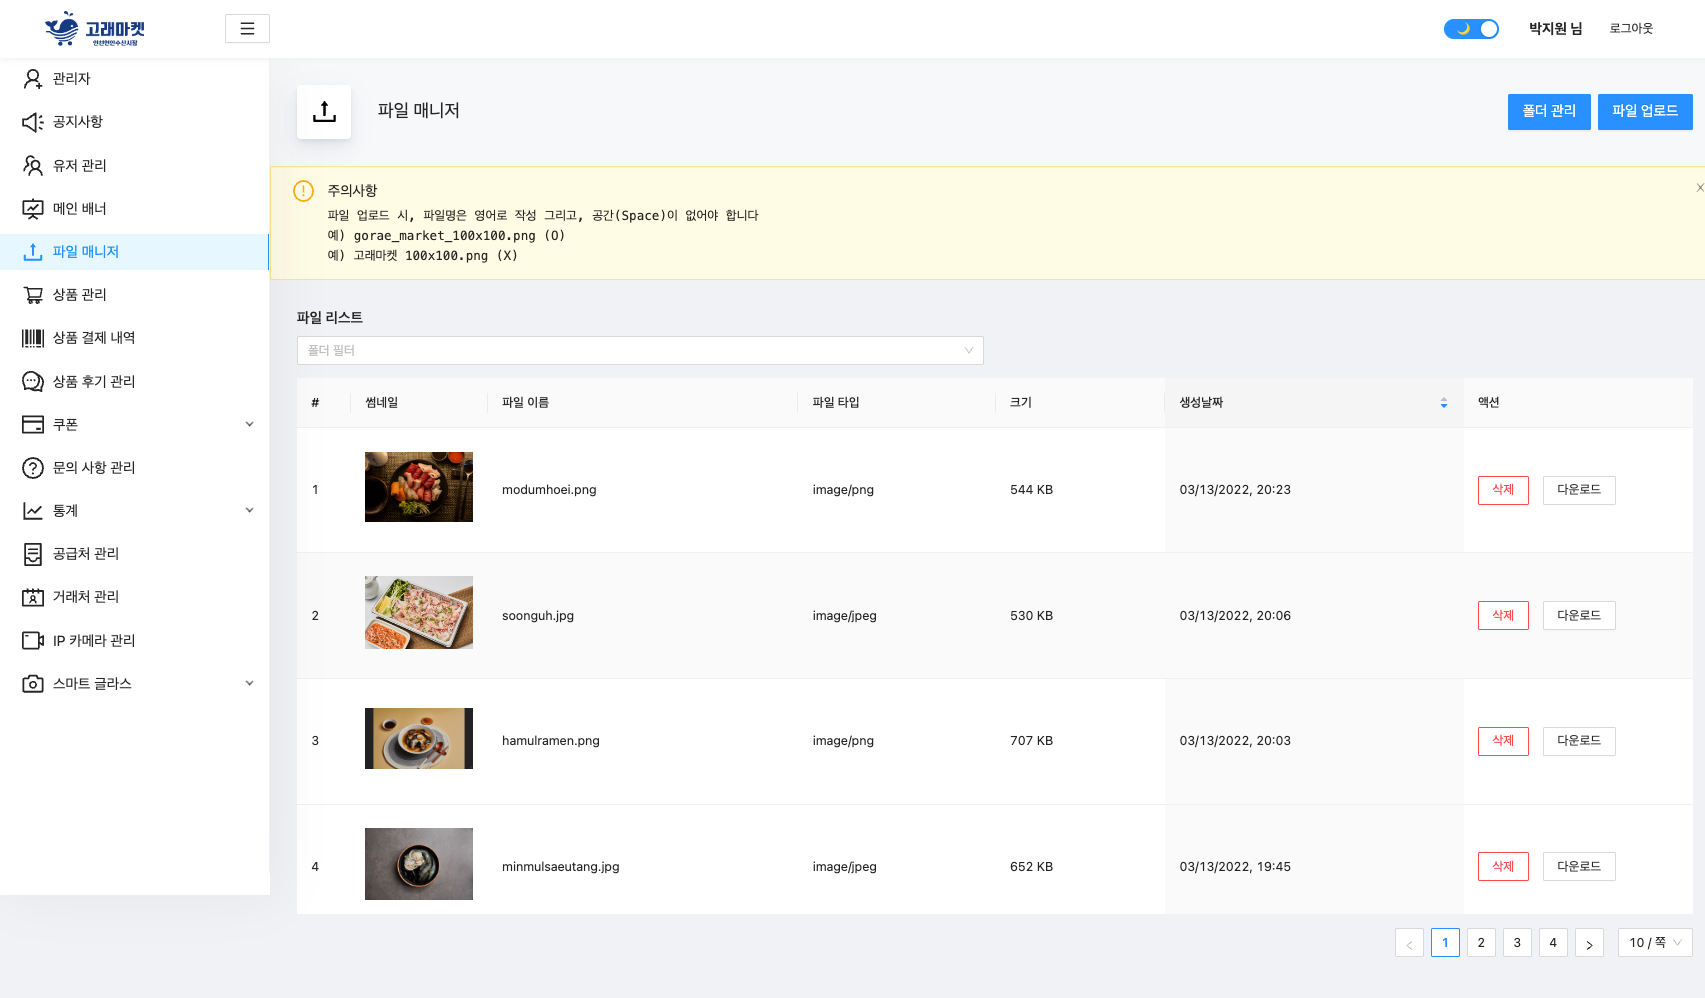 고래마켓
인천연안수산시장
박지원 님
로그아웃
관리자
공지사항
유저 관리
메인 배너
파일 매니저
상품 관리
상품 결제 내역
상품 후기 관리
쿠폰
문의 사항 관리
통계
공급처 관리
거래처 관리
IP 카메라 관리
스마트 글라스
파일 매니저
폴더 관리
파일 업로드
주의사항
파일 업로드 시, 파일명은 영어로 작성 그리고, 공간(Space)이 없어야 합니다
예) gorae_market_100x100.png (O)
예) 고래마켓 100x100.png (X)
파일 리스트
폴더 필터
# 썸네일 파일 이름 파일 타입 크기 생성날짜 액션
1 modumhoei.png image/png 544 KB 03/13/2022, 20:23 삭제 다운로드
2 soonguh.jpg image/jpeg 530 KB 03/13/2022, 20:06 삭제 다운로드
3 hamulramen.png image/png 707 KB 03/13/2022, 20:03 삭제 다운로드
4 minmulsaeutang.jpg image/jpeg 652 KB 03/13/2022, 19:45 삭제 다운로드
< 1 2 3 4 > 10 / 쪽